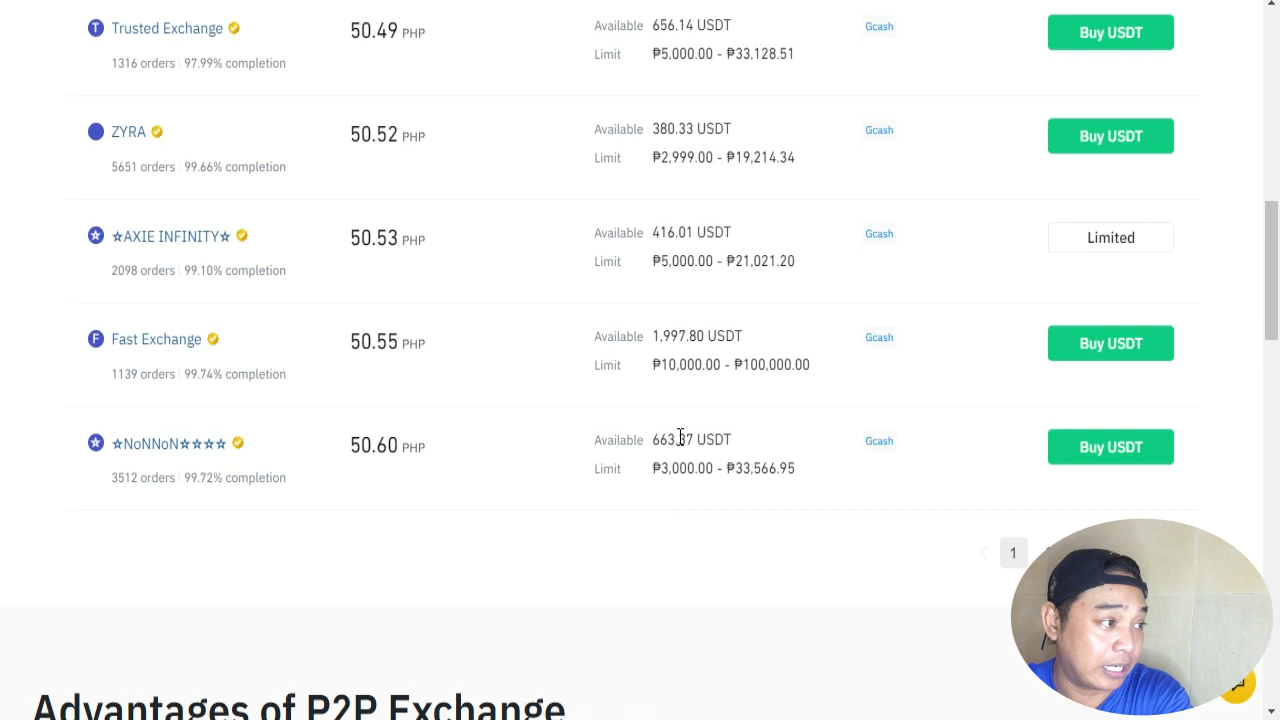 T Trusted Exchange 50.49 PHP Available 656.14 USDT Gcash Buy USDT
1316 orders 97.99% completion Limit ₱5,000.00 - ₱33,128.51
ZYRA 50.52 PHP Available 380.33 USDT Gcash Buy USDT
5651 orders 99.66% completion Limit ₱2,999.00 - ₱19,214.34
☆AXIE INFINITY☆ 50.53 PHP Available 416.01 USDT Gcash Limited
2098 orders 99.10% completion Limit ₱5,000.00 - ₱21,021.20
F Fast Exchange 50.55 PHP Available 1,997.80 USDT Gcash Buy USDT
1139 orders 99.74% completion Limit ₱10,000.00 - ₱100,000.00
☆NoNNoN☆☆☆☆ 50.60 PHP Available USDT Gcash Buy USDT
3512 orders 99.72% completion Limit ₱3,000.00 - ₱33,566.95
1
Advantages of P2P Exchange